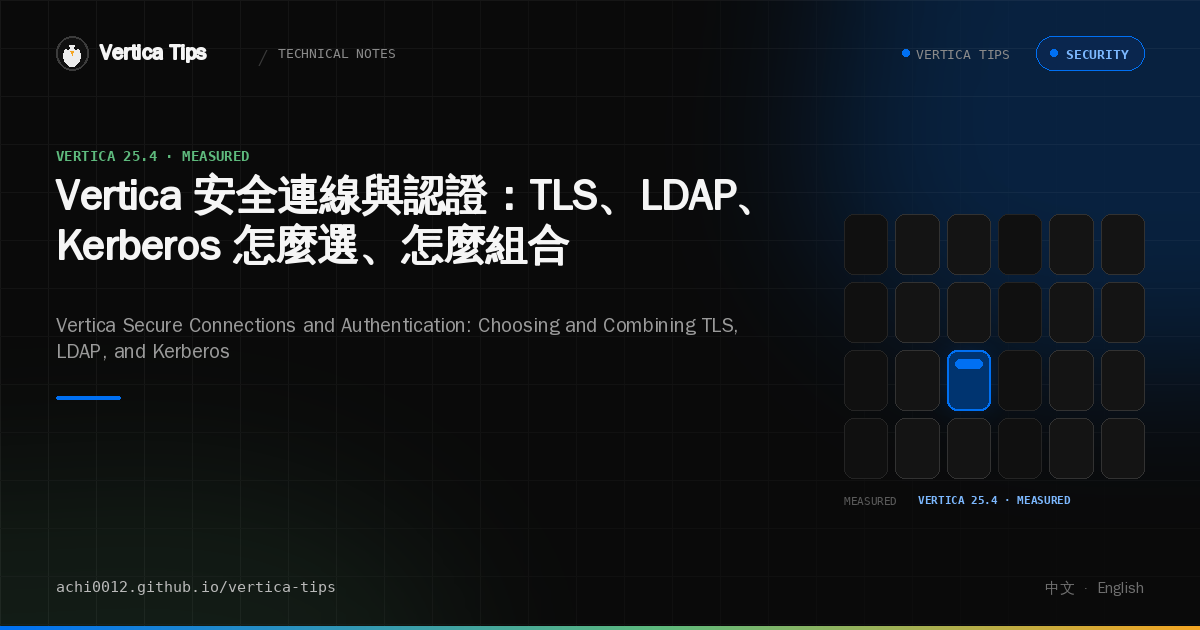 Vertica Tips
/ TECHNICAL NOTES
VERTICA TIPS
SECURITY
VERTICA 25.4 · MEASURED
Vertica 安全連線與認證：TLS、LDAP、
Kerberos 怎麼選、怎麼組合
Vertica Secure Connections and Authentication: Choosing and Combining TLS,
LDAP, and Kerberos
MEASURED
VERTICA 25.4 · MEASURED
achi0012.github.io/vertica-tips
中文 · English